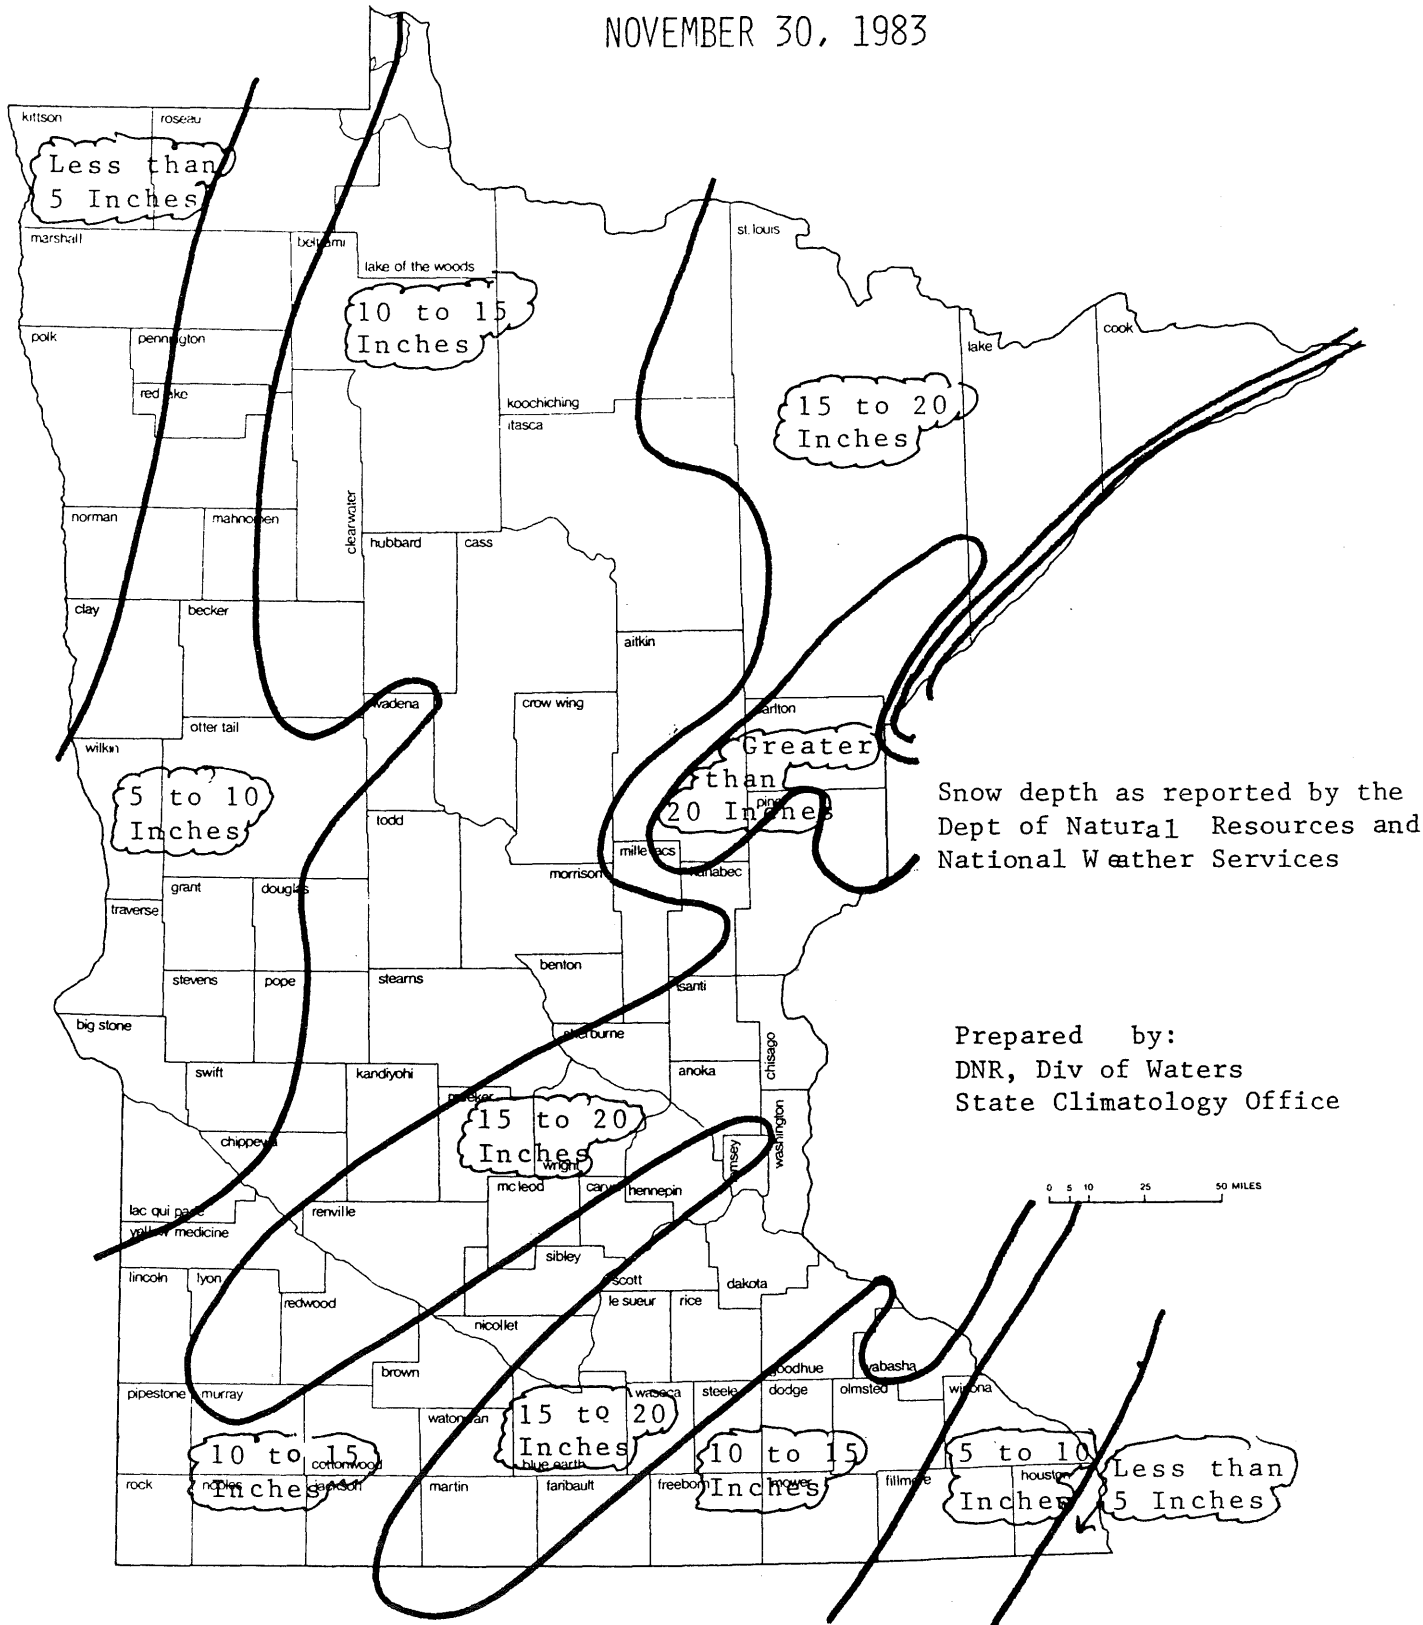 NOVEMBER 30, 1983
kittson
roseau
Less than
5 Inches
marshall
beltrami
lake of the woods
st. louis
10 to 15
Inches
polk
pennington
lake
cook
red lake
koochiching
itasca
15 to 20
Inches
norman
mahnomen
clearwater
hubbard
cass
clay
becker
aitkin
wadena
crow wing
carlton
otter tail
wilkin
Greater
than
20 Inches
pine
5 to 10
Inches
Snow depth as reported by the
Dept of Natural Resources and
National Weather Services
todd
mille lacs
morrison
kanabec
grant
douglas
traverse
benton
stevens
pope
stearns
isanti
big stone
sherburne
chisago
Prepared by:
DNR, Div of Waters
State Climatology Office
swift
kandiyohi
anoka
meeker
15 to 20
Inches
wright
washington
ramsey
chippewa
mc leod
carver
hennepin
0 5 10 25 50 MILES
lac qui parle
renville
yellow medicine
sibley
lincoln
lyon
scott
dakota
redwood
le sueur
rice
nicollet
brown
goodhue
wabasha
pipestone
murray
waseca
steele
dodge
olmsted
winona
watonwan
15 to 20
Inches
blue earth
10 to 15
Inches
cottonwood
10 to 15
Inches
5 to 10
Inches
Less than
5 Inches
rock
nobles
jackson
martin
faribault
freeborn
mower
fillmore
houston